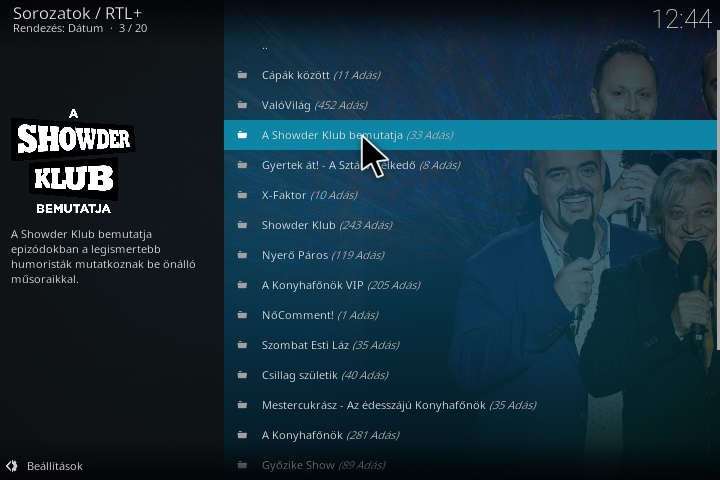 Sorozatok / RTL+
Rendezés: Dátum · 3 / 20
12:44
..
Cápák között (11 Adás)
ValóVilág (452 Adás)
A Showder Klub bemutatja (33 Adás)
Gyertek át! - A Sztá elkedő (8 Adás)
X-Faktor (10 Adás)
Showder Klub (243 Adás)
Nyerő Páros (119 Adás)
A Konyhafőnök VIP (205 Adás)
NőComment! (1 Adás)
Szombat Esti Láz (35 Adás)
Csillag születik (40 Adás)
Mestercukrász - Az édesszájú Konyhafőnök (35 Adás)
A Konyhafőnök (281 Adás)
Győzike Show (89 Adás)
A
SHOWDER
KLUB
BEMUTATJA
A Showder Klub bemutatja
epizódokban a legismertebb
humoristák mutatkoznak be önálló
műsoraikkal.
Beállítások